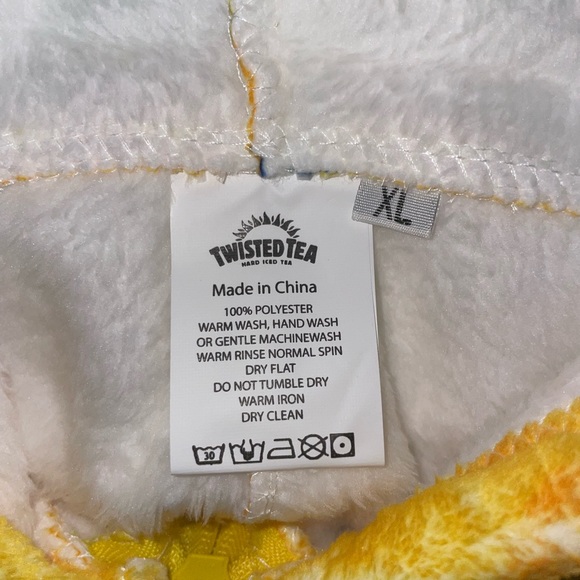 TWISTED TEA
HARD ICED TEA
XL
Made in China
100% POLYESTER
WARM WASH, HAND WASH
OR GENTLE MACHINEWASH
WARM RINSE NORMAL SPIN
DRY FLAT
DO NOT TUMBLE DRY
WARM IRON
DRY CLEAN
30